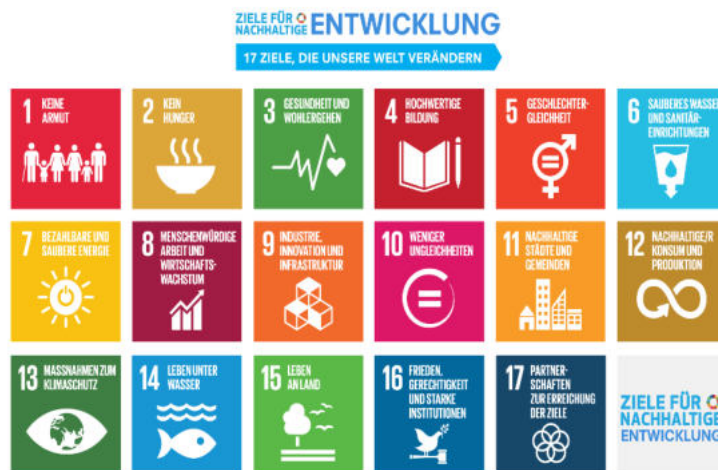 ZIELE FÜR
NACHHALTIGE
ENTWICKLUNG
17 ZIELE, DIE UNSERE WELT VERÄNDERN
1 KEINE
ARMUT
2 KEIN
HUNGER
3 GESUNDHEIT UND
WOHLERGEHEN
4 HOCHWERTIGE
BILDUNG
5 GESCHLECHTER-
GLEICHHEIT
6 SAUBERES WASSER
UND SANITÄR-
EINRICHTUNGEN
7 BEZAHLBARE UND
SAUBERE ENERGIE
8 MENSCHENWÜRDIGE
ARBEIT UND
WIRTSCHAFTS-
WACHSTUM
9 INDUSTRIE,
INNOVATION UND
INFRASTRUKTUR
10 WENIGER
UNGLEICHHEITEN
11 NACHHALTIGE
STÄDTE UND
GEMEINDEN
12 NACHHALTIGE/R
KONSUM UND
PRODUKTION
13 MASSNAHMEN ZUM
KLIMASCHUTZ
14 LEBEN UNTER
WASSER
15 LEBEN
AN LAND
16 FRIEDEN,
GERECHTIGKEIT
UND STARKE
INSTITUTIONEN
17 PARTNER-
SCHAFTEN
ZUR ERREICHUNG
DER ZIELE
ZIELE FÜR
NACHHALTIGE
ENTWICKLUNG